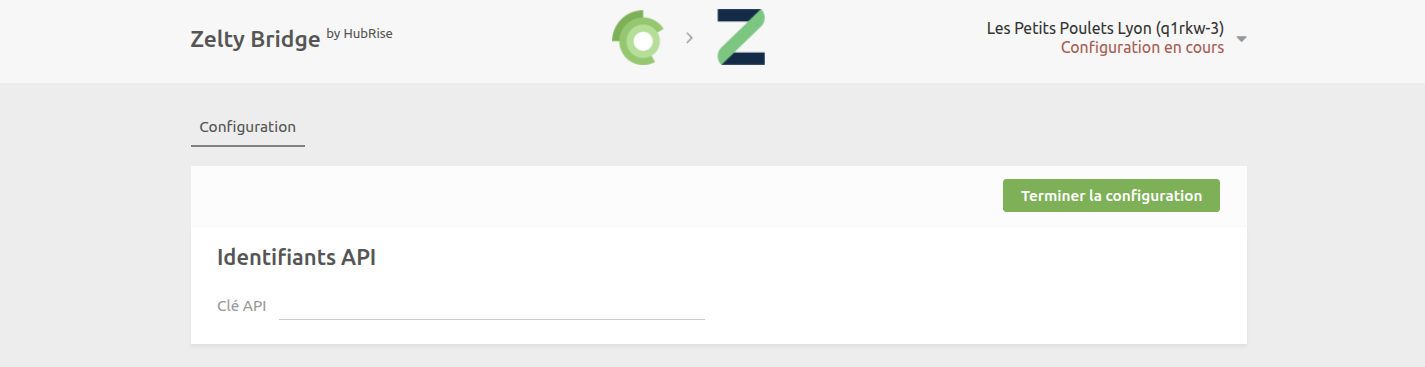 Zelty Bridge by HubRise
Les Petits Poulets Lyon (q1rkw-3)
Configuration en cours
Configuration
Terminer la configuration
Identifiants API
Clé API